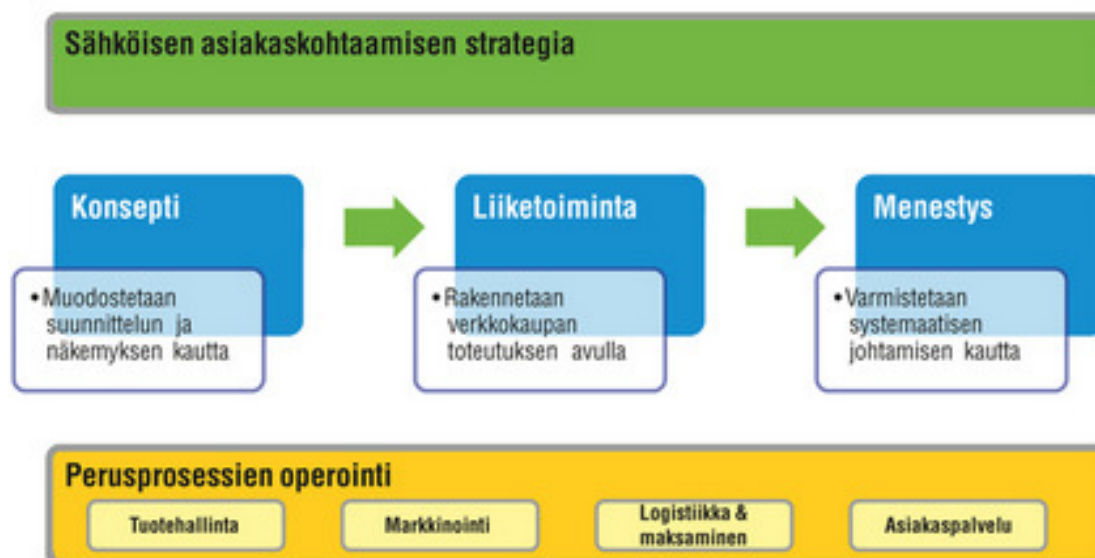 Sähköisen asiakaskohtaamisen strategia
Konsepti
•Muodostetaan
suunnittelun ja
näkemyksen kautta
Liiketoiminta
•Rakennetaan
verkkokaupan
toteutuksen avulla
Menestys
•Varmistetaan
systemaatisen
johtamisen kautta
Perusprosessien operointi
Tuotehallinta
Markkinointi
Logistiikka &
maksaminen
Asiakaspalvelu